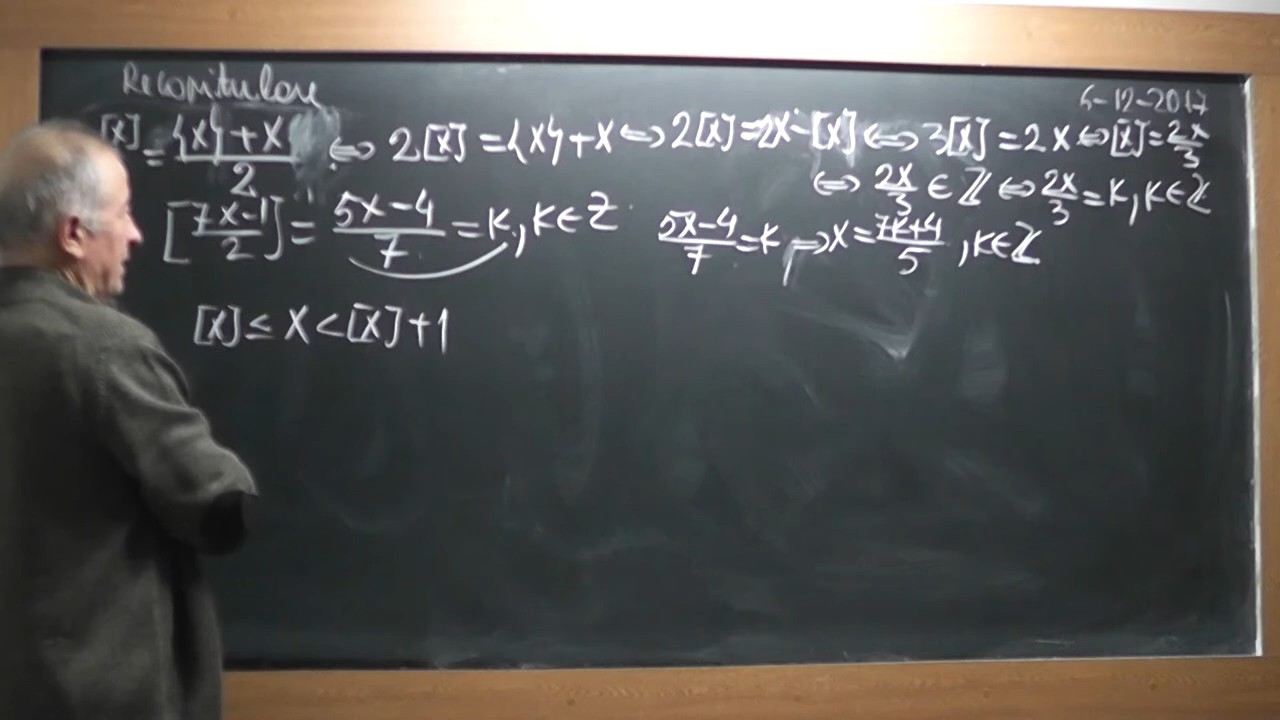 Recapitulare
6-12-2017
[x] = {x}+x / 2 ⇔ 2[x] = {x}+x ⇔ 2[x] = 2x-[x] ⇔ 3[x] = 2x ⇔ [x] = 2x/3
⇔ 2x/3 ∈ ℤ ⇔ 2x/3 = k, k∈ℤ
[7x-1 / 2] = 5x-4 / 7 = k, k∈ℤ 5x-4 / 7 = k ⇒ x = 7k+4 / 5, k∈ℤ
[x] ≤ x < [x]+1